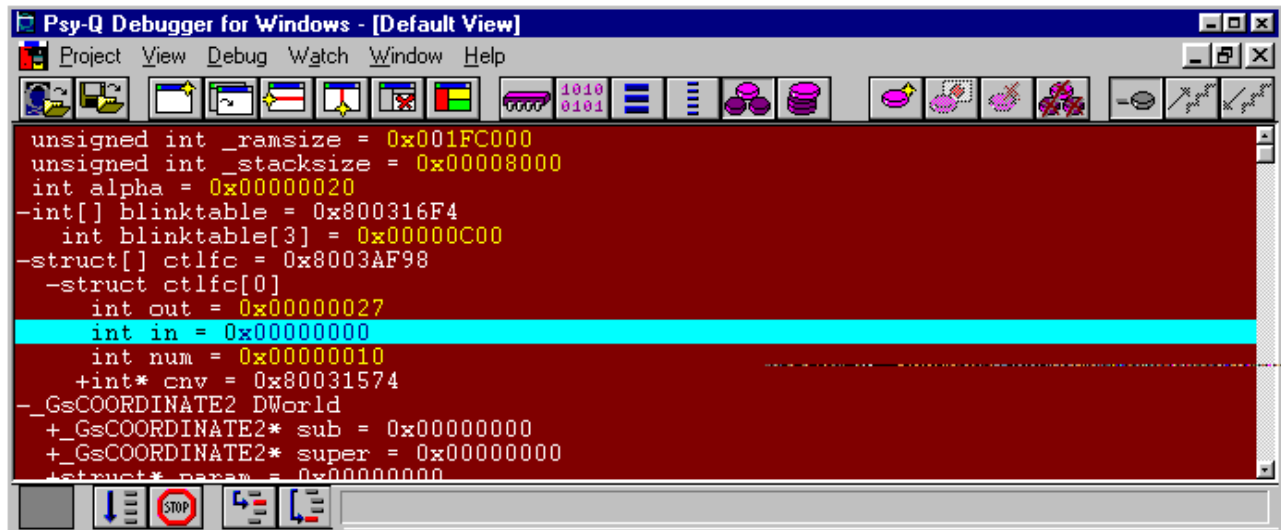 Psy-Q Debugger for Windows - [Default View]
Project View Debug Watch Window Help
1010
0101
unsigned int _ramsize = 0x001FC000
unsigned int _stacksize = 0x00008000
int alpha = 0x00000020
-int[] blinktable = 0x800316F4
int blinktable[3] = 0x00000C00
-struct[] ctlfc = 0x8003AF98
-struct ctlfc[0]
int out = 0x00000027
int in = 0x00000000
int num = 0x00000010
+int* cnv = 0x80031574
-_GsCOORDINATE2 DWorld
+_GsCOORDINATE2* sub = 0x00000000
+_GsCOORDINATE2* super = 0x00000000
+struct* param = 0x00000000
STOP